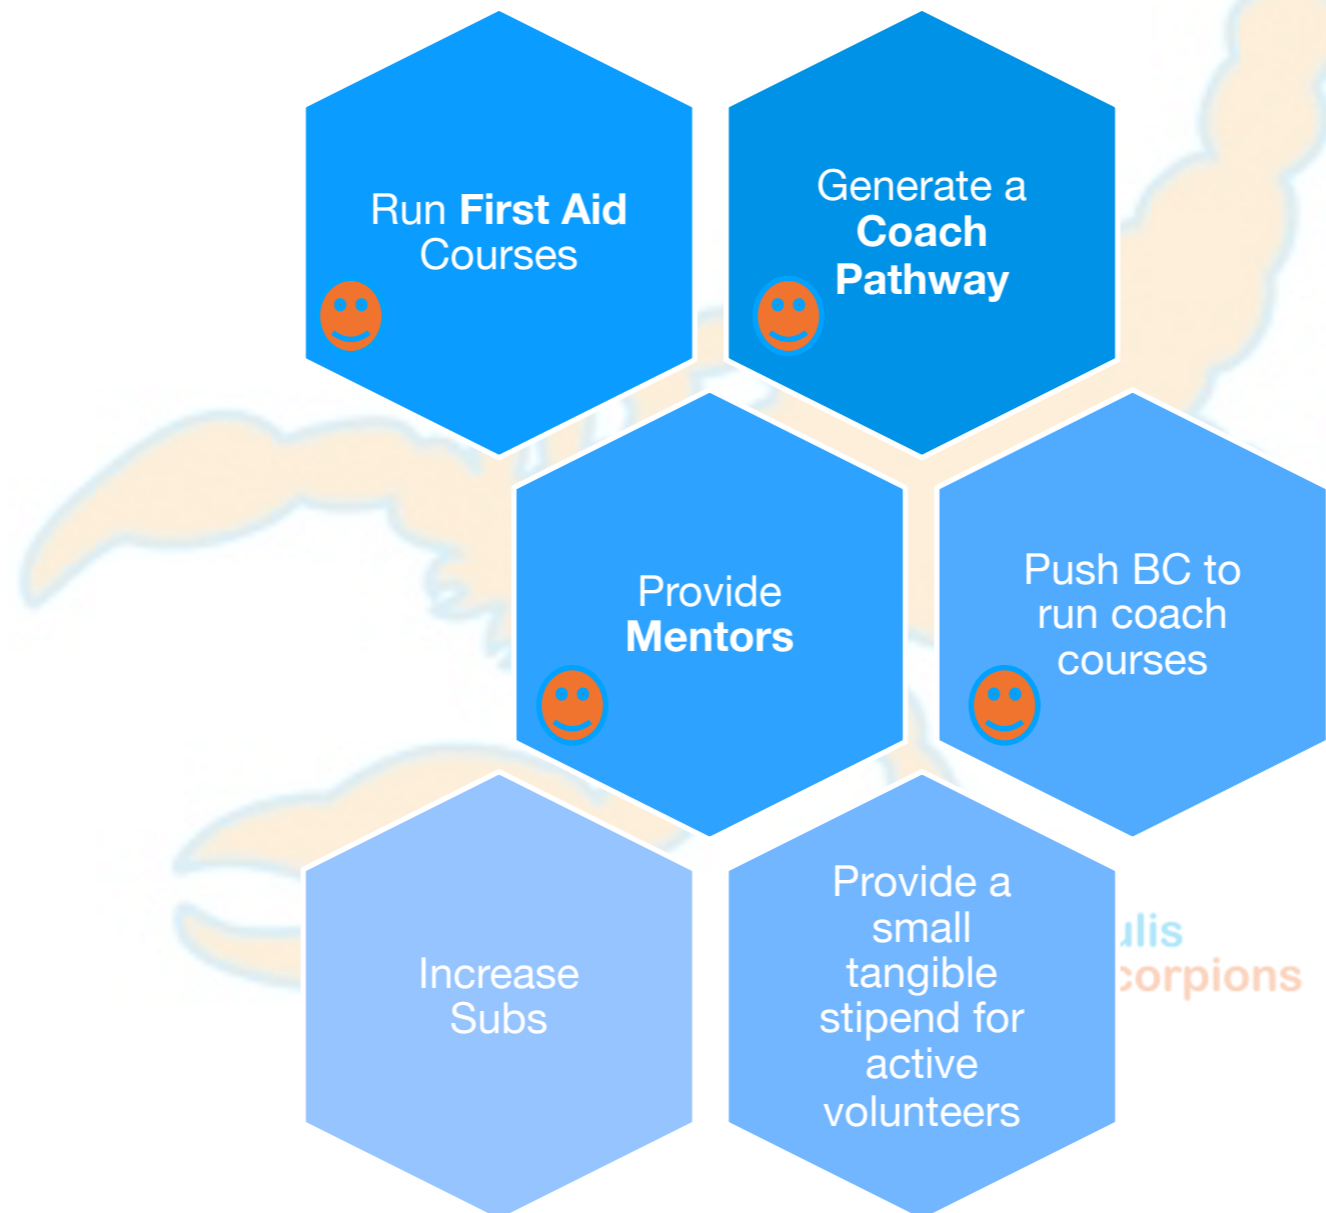 Run First Aid
Courses
Generate a
Coach
Pathway
Provide
Mentors
Push BC to
run coach
courses
Increase
Subs
Provide a
small
tangible
stipend for
active
volunteers